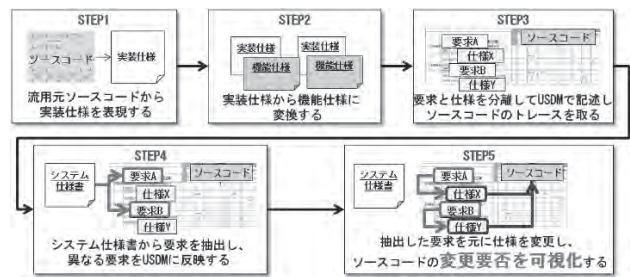 STEP1
ソースコード
実装仕様
流用元ソースコードから
実装仕様を表現する
STEP2
実装仕様
実装仕様
機能仕様
機能仕様
実装仕様から機能仕様に
変換する
STEP3
要求A
ソースコード
仕様X
要求B
仕様Y
要求と仕様を分離してUSDMで記述し
ソースコードのトレースを取る
STEP4
システム
仕様書
要求A
ソースコード
仕様X
要求B
仕様Y
システム仕様書から要求を抽出し、
異なる要求をUSDMに反映する
STEP5
システム
仕様書
要求A
ソースコード
仕様X
要求B
仕様Y
抽出した要求を元に仕様を変更し、
ソースコードの変更要否を可視化する